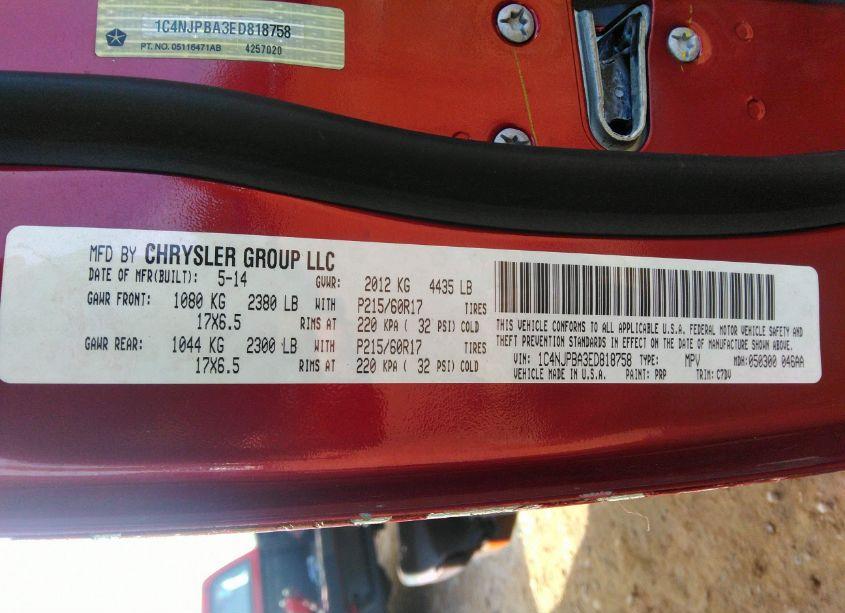 1C4NJPBA3ED818758
PT. NO. 05116471AB 4257020
MFD BY CHRYSLER GROUP LLC
DATE OF MFR(BUILT): 5-14 GVWR: 2012 KG 4435 LB
GAWR FRONT: 1080 KG 2380 LB WITH P215/60R17 TIRES
17X6.5 RIMS AT 220 KPA ( 32 PSI) COLD
GAWR REAR: 1044 KG 2300 LB WITH P215/60R17 TIRES
17X6.5 RIMS AT 220 KPA ( 32 PSI) COLD
THIS VEHICLE CONFORMS TO ALL APPLICABLE U.S.A. FEDERAL MOTOR VEHICLE SAFETY AND
THEFT PREVENTION STANDARDS IN EFFECT ON THE DATE OF MANUFACTURE SHOWN ABOVE.
VIN: 1C4NJPBA3ED818758 TYPE: MPV MDH: 050300 046AA
VEHICLE MADE IN U.S.A. PAINT: PRP TRIM: C7DV